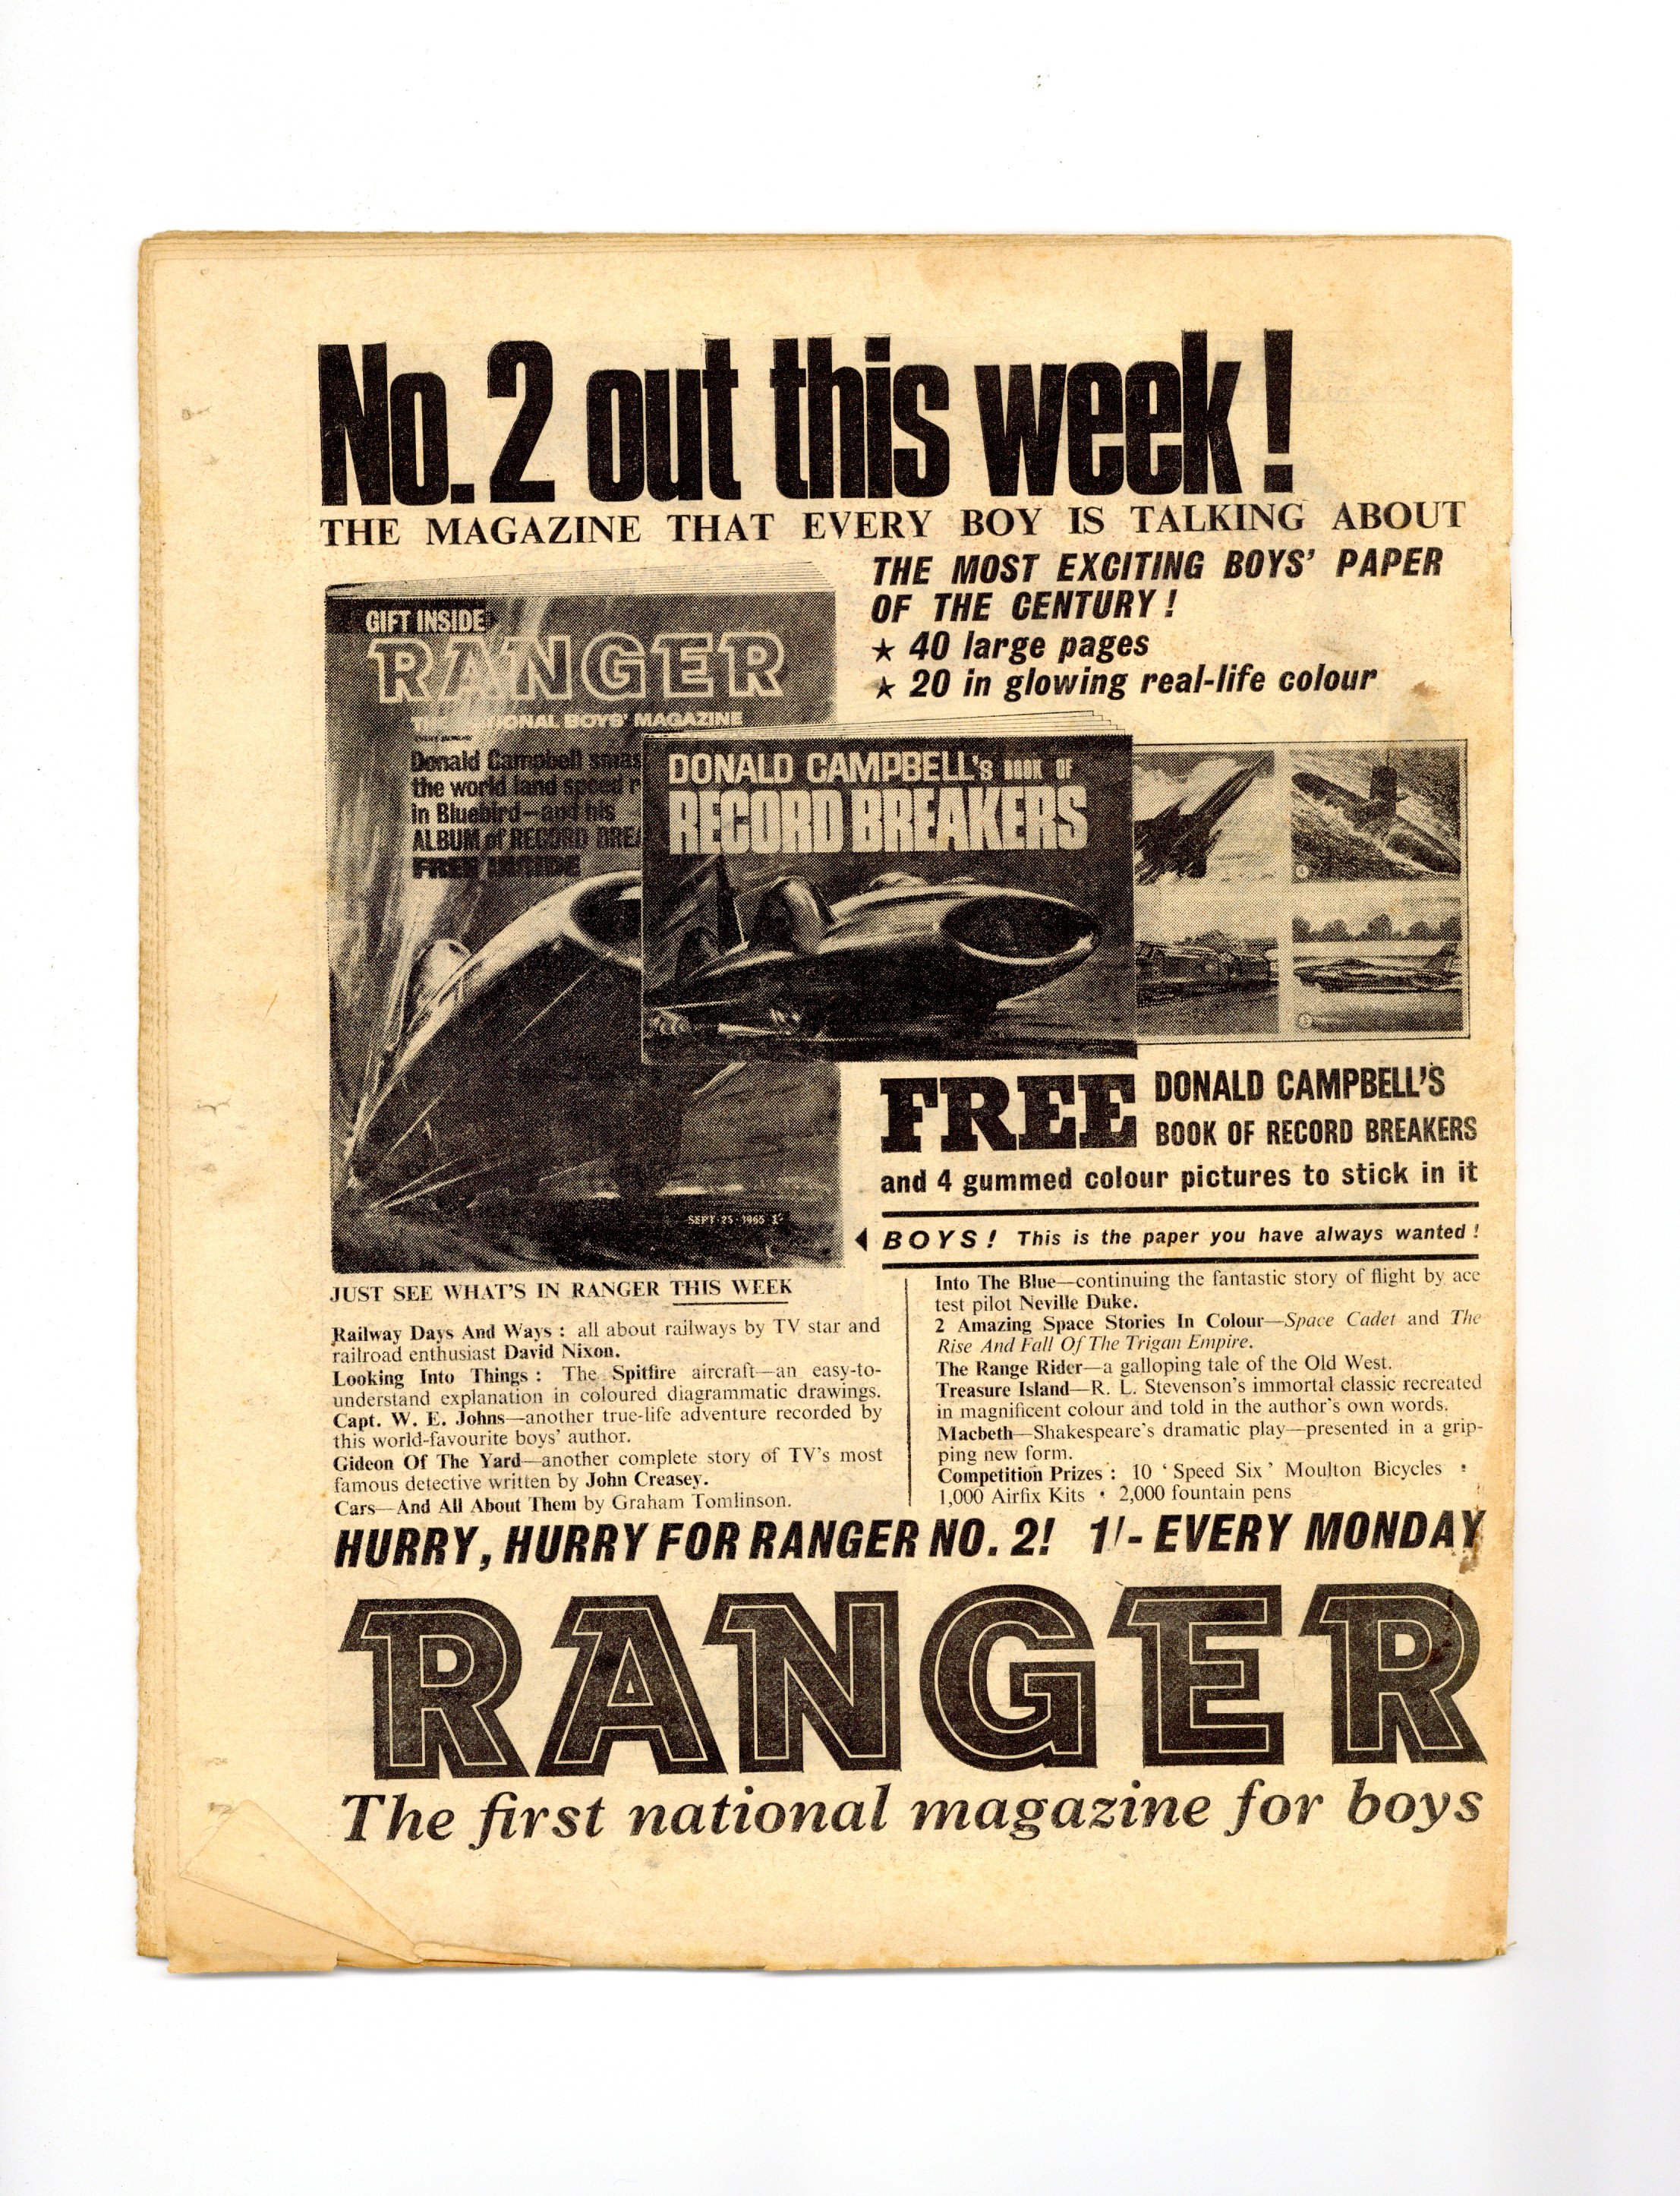 No. 2 out this week!
THE MAGAZINE THAT EVERY BOY IS TALKING ABOUT
THE MOST EXCITING BOYS' PAPER
OF THE CENTURY!
★ 40 large pages
★ 20 in glowing real-life colour
GIFT INSIDE
RANGER
NATIONAL BOYS' MAGAZINE
Donald Campbell smas
the world land speed r
in Bluebird—and his
ALBUM of RECORD BREA
FREE INSIDE
SEPT·25·1965 1/-
DONALD CAMPBELL's BOOK OF
RECORD BREAKERS
FREE DONALD CAMPBELL'S
BOOK OF RECORD BREAKERS
and 4 gummed colour pictures to stick in it
BOYS! This is the paper you have always wanted!
JUST SEE WHAT'S IN RANGER THIS WEEK
Railway Days And Ways : all about railways by TV star and
railroad enthusiast David Nixon.
Looking Into Things : The Spitfire aircraft—an easy-to-
understand explanation in coloured diagrammatic drawings.
Capt. W. E. Johns—another true-life adventure recorded by
this world-favourite boys' author.
Gideon Of The Yard—another complete story of TV's most
famous detective written by John Creasey.
Cars—And All About Them by Graham Tomlinson.
Into The Blue—continuing the fantastic story of flight by ace
test pilot Neville Duke.
2 Amazing Space Stories In Colour—Space Cadet and The
Rise And Fall Of The Trigan Empire.
The Range Rider—a galloping tale of the Old West.
Treasure Island—R. L. Stevenson's immortal classic recreated
in magnificent colour and told in the author's own words.
Macbeth—Shakespeare's dramatic play—presented in a grip-
ping new form.
Competition Prizes : 10 'Speed Six' Moulton Bicycles •
1,000 Airfix Kits • 2,000 fountain pens
HURRY, HURRY FOR RANGER NO. 2! 1/- EVERY MONDAY
RANGER
The first national magazine for boys